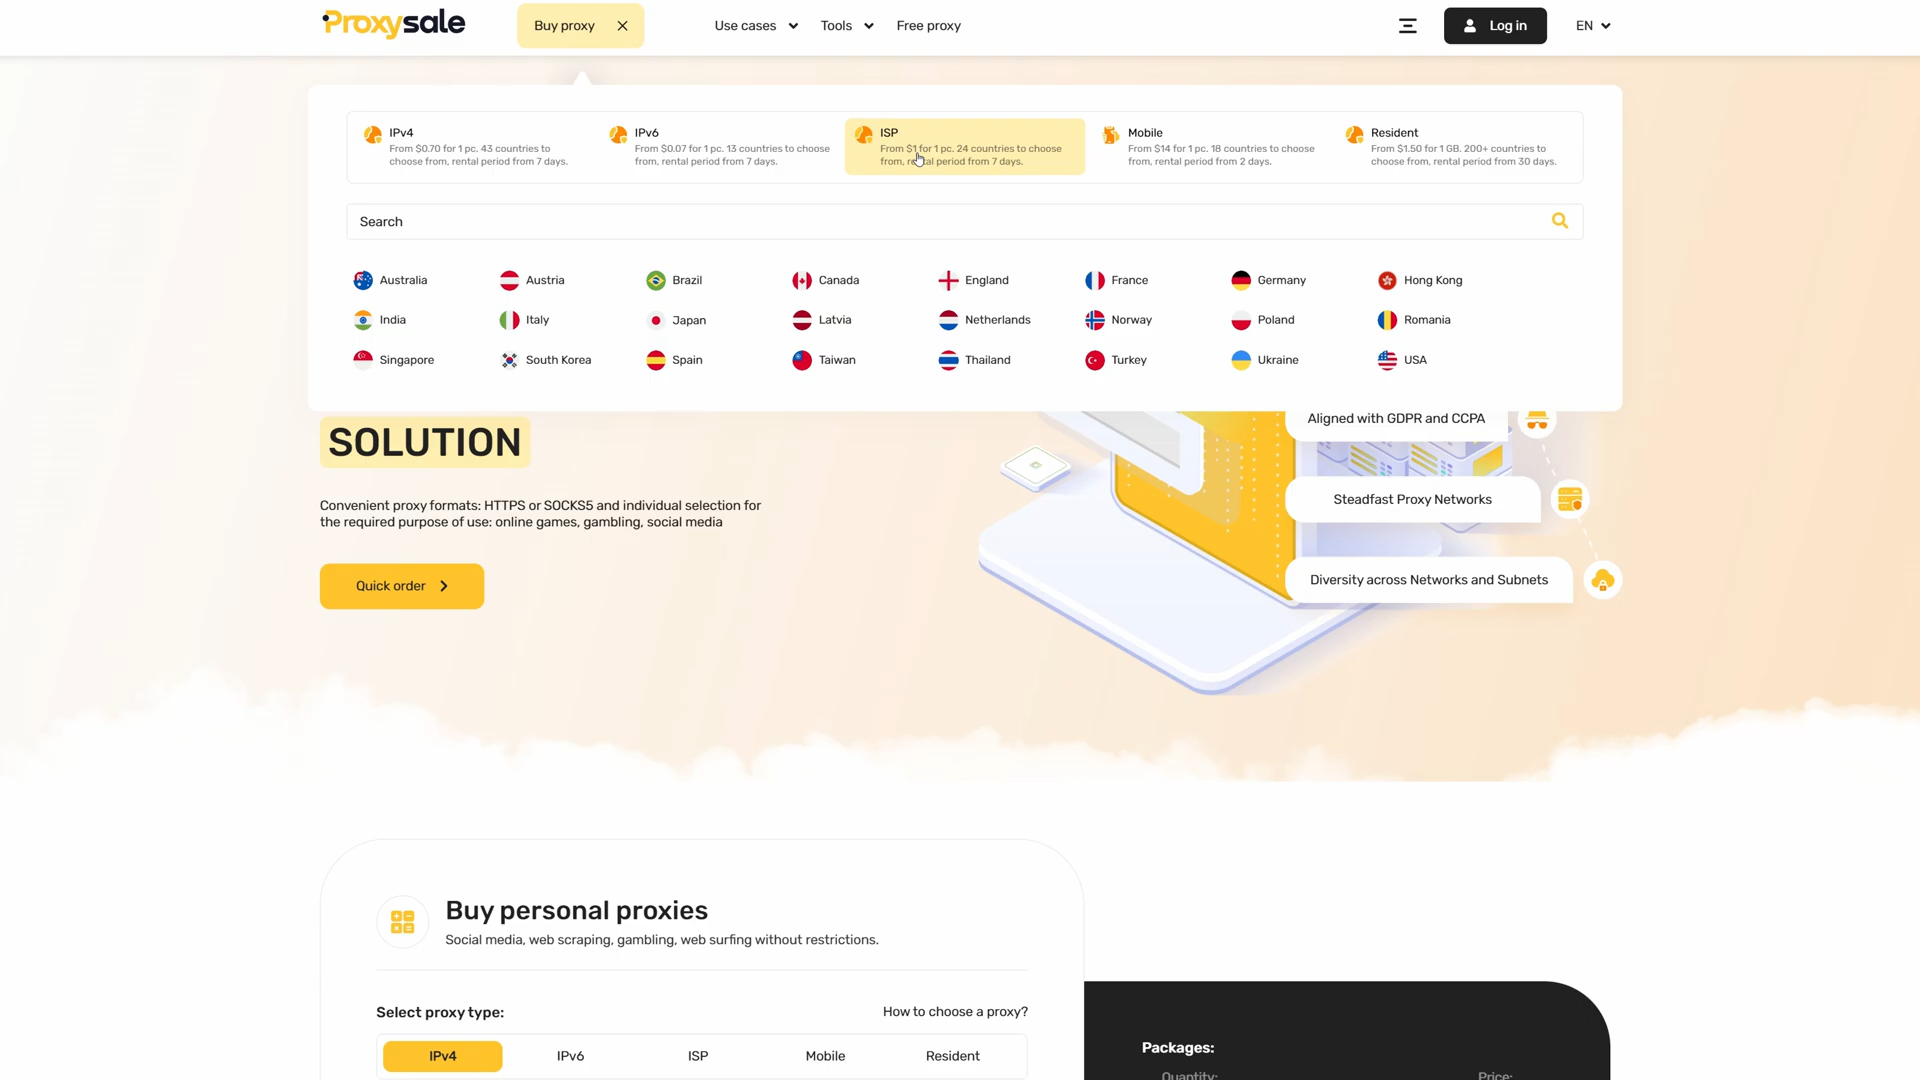 Proxysale
Buy proxy
Use cases
Tools
Free proxy
Log in
EN
IPv4
From $0.70 for 1 pc. 43 countries to
choose from, rental period from 7 days.
IPv6
From $0.07 for 1 pc. 13 countries to choose
from, rental period from 7 days.
ISP
From $1 for 1 pc. 24 countries to choose
from, rental period from 7 days.
Mobile
From $14 for 1 pc. 18 countries to choose
from, rental period from 2 days.
Resident
From $1.50 for 1 GB. 200+ countries to
choose from, rental period from 30 days.
Search
Australia
Austria
Brazil
Canada
England
France
Germany
Hong Kong
India
Italy
Japan
Latvia
Netherlands
Norway
Poland
Romania
Singapore
South Korea
Spain
Taiwan
Thailand
Turkey
Ukraine
USA
SOLUTION
Convenient proxy formats: HTTPS or SOCKS5 and individual selection for
the required purpose of use: online games, gambling, social media
Quick order
Aligned with GDPR and CCPA
Steadfast Proxy Networks
Diversity across Networks and Subnets
Buy personal proxies
Social media, web scraping, gambling, web surfing without restrictions.
Select proxy type:
How to choose a proxy?
IPv4
IPv6
ISP
Mobile
Resident
Packages:
Quantity:
Price: